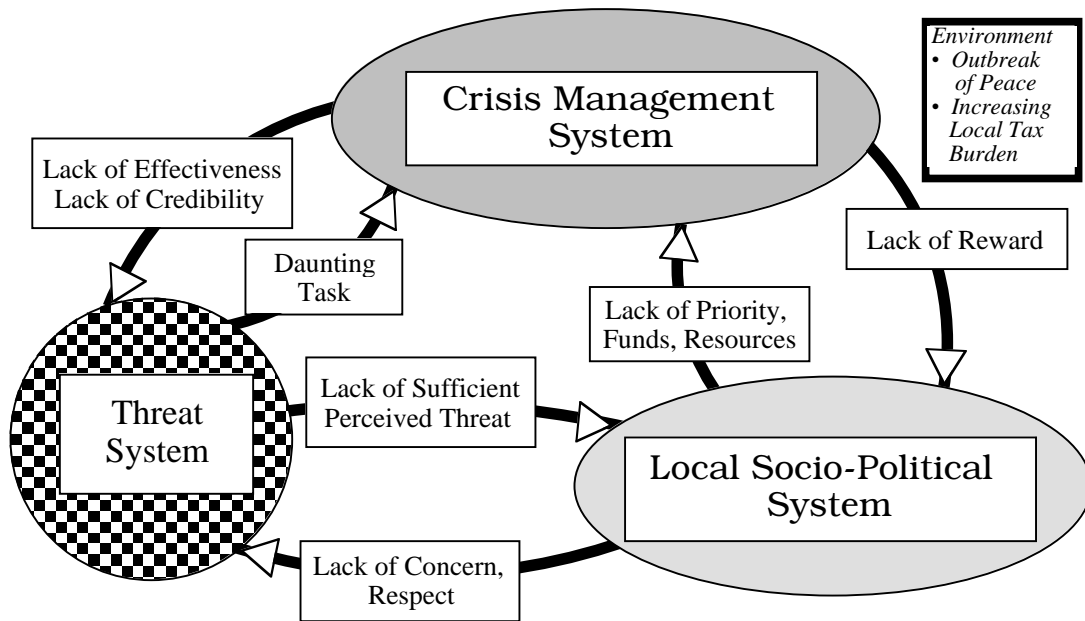 Crisis Management
System
Environment
• Outbreak
of Peace
• Increasing
Local Tax
Burden
Lack of Effectiveness
Lack of Credibility
Daunting
Task
Lack of Reward
Lack of Priority,
Funds, Resources
Threat
System
Lack of Sufficient
Perceived Threat
Local Socio-Political
System
Lack of Concern,
Respect